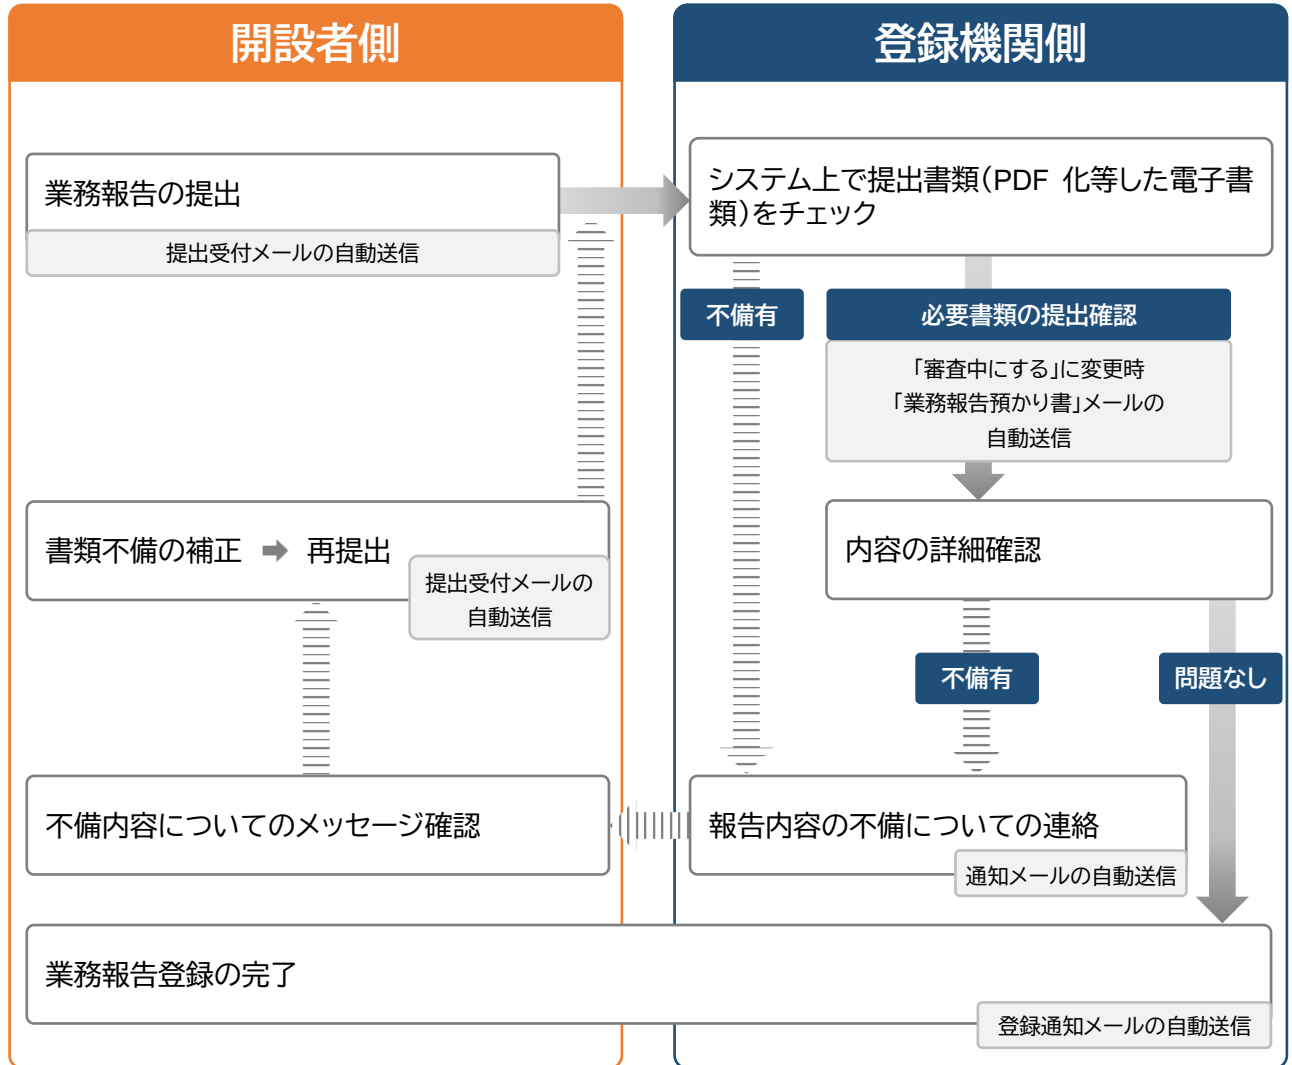 開設者側
登録機関側
業務報告の提出
提出受付メールの自動送信
システム上で提出書類(PDF 化等した電子書
類)をチェック
不備有
必要書類の提出確認
「審査中にする」に変更時
「業務報告預かり書」メールの
自動送信
書類不備の補正 ➡ 再提出
提出受付メールの
自動送信
内容の詳細確認
不備有
問題なし
不備内容についてのメッセージ確認
報告内容の不備についての連絡
通知メールの自動送信
業務報告登録の完了
登録通知メールの自動送信